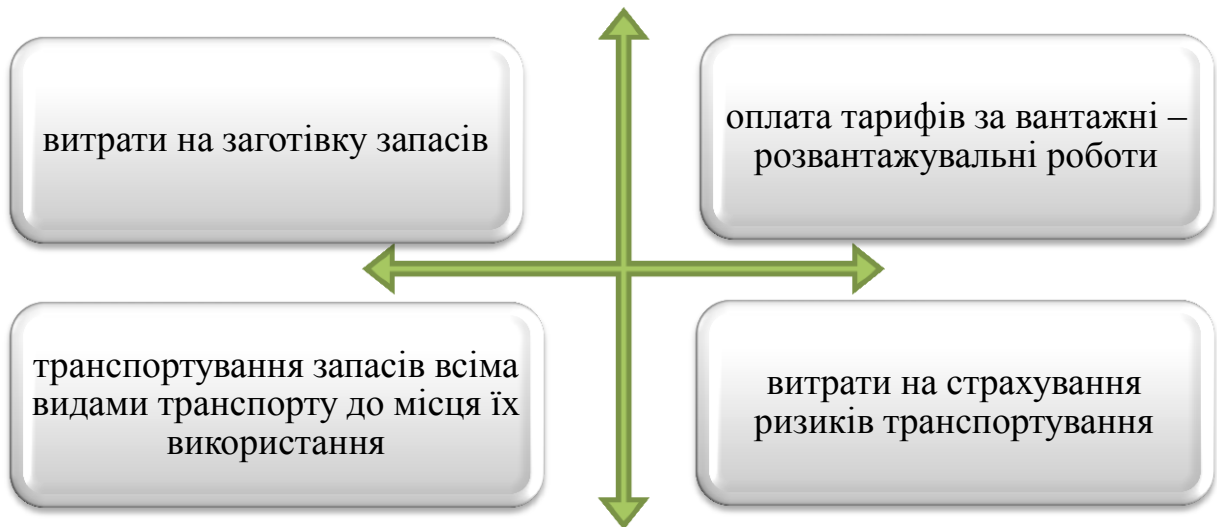 витрати на заготівку запасів
оплата тарифів за вантажні –
розвантажувальні роботи
транспортування запасів всіма
видами транспорту до місця їх
використання
витрати на страхування
ризиків транспортування